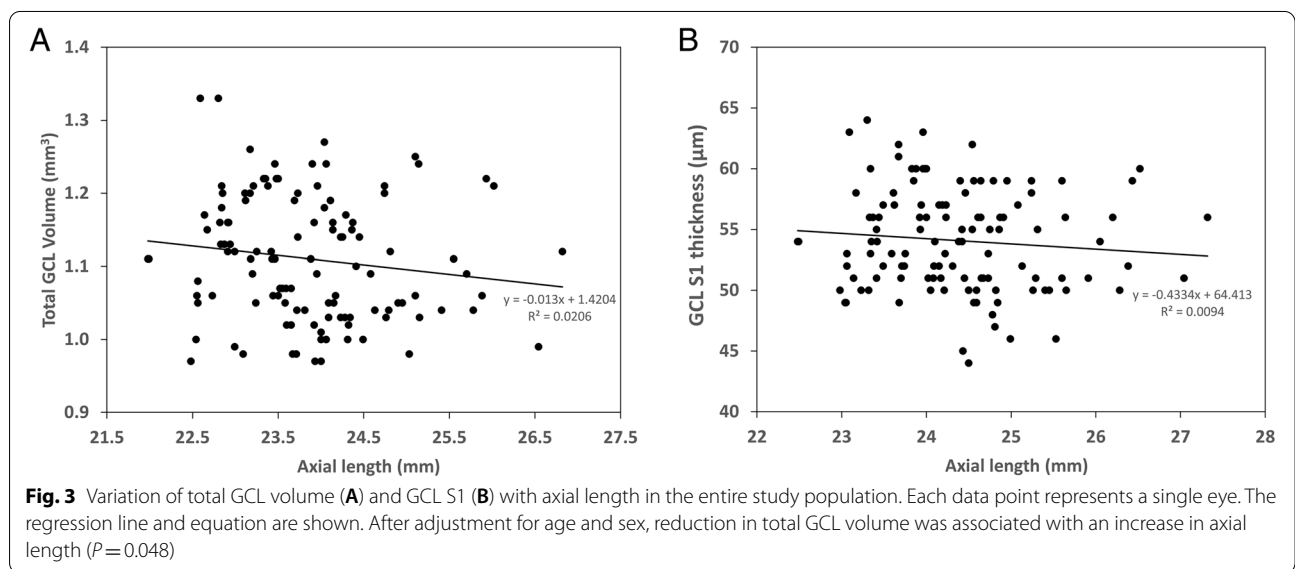 A
1.4
1.3
1.2
1.1
1.0
0.9
Total GCL Volume (mm³)
21.5 22.5 23.5 24.5 25.5 26.5 27.5
Axial length (mm)
y = -0.013x + 1.4204
R² = 0.0206
B
70
65
60
55
50
45
40
GCL S1 thickness (µm)
22 23 24 25 26 27 28
Axial length (mm)
y = -0.4334x + 64.413
R² = 0.0094
Fig. 3 Variation of total GCL volume (A) and GCL S1 (B) with axial length in the entire study population. Each data point represents a single eye. The
regression line and equation are shown. After adjustment for age and sex, reduction in total GCL volume was associated with an increase in axial
length (P = 0.048)